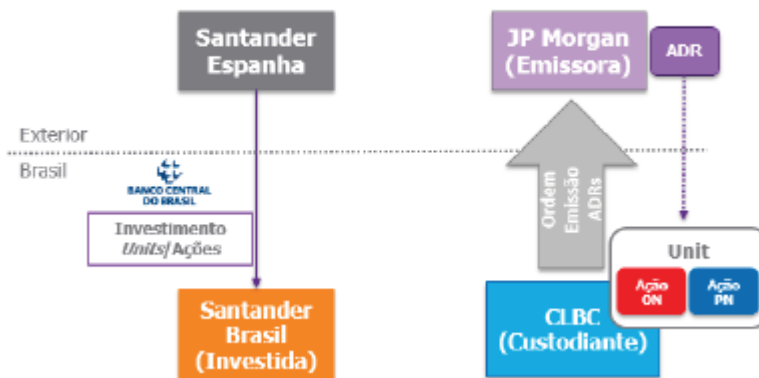 Santander
Espanha
JP Morgan
(Emissora)
ADR
Exterior
Brasil
BANCO CENTRAL
DO BRASIL
Investimento
Units/Ações
Ordem
Emissão
ADRs
Unit
Ação
ON
Ação
PN
Santander
Brasil
(Investida)
CLBC
(Custodiante)